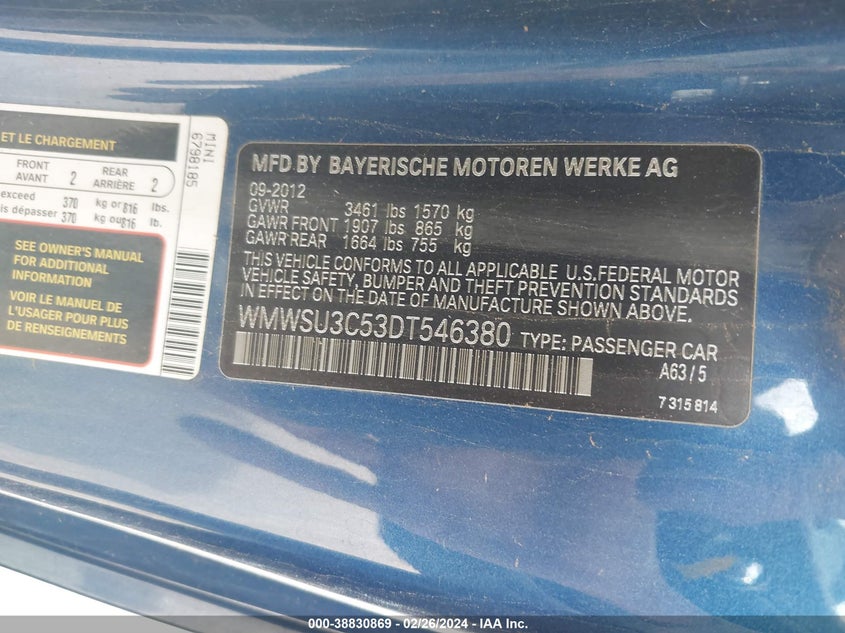 ET LE CHARGEMENT
FRONT AVANT 2 REAR ARRIÈRE 2
exceed 370 kg or 816 lbs.
is dépasser 370 kg ou 816 lb.
SEE OWNER'S MANUAL
FOR ADDITIONAL
INFORMATION
VOIR LE MANUEL DE
L'USAGER POUR PLUS
DE RENSEIGNEMENTS
MINI
6798185
MFD BY BAYERISCHE MOTOREN WERKE AG
09-2012
GVWR 3461 lbs 1570 kg
GAWR FRONT 1907 lbs 865 kg
GAWR REAR 1664 lbs 755 kg
THIS VEHICLE CONFORMS TO ALL APPLICABLE U.S.FEDERAL MOTOR
VEHICLE SAFETY, BUMPER AND THEFT PREVENTION STANDARDS
IN EFFECT ON THE DATE OF MANUFACTURE SHOWN ABOVE.
WMWSU3C53DT546380 TYPE: PASSENGER CAR
A63/5
7 315 814
000-38830869 - 02/26/2024 - IAA Inc.